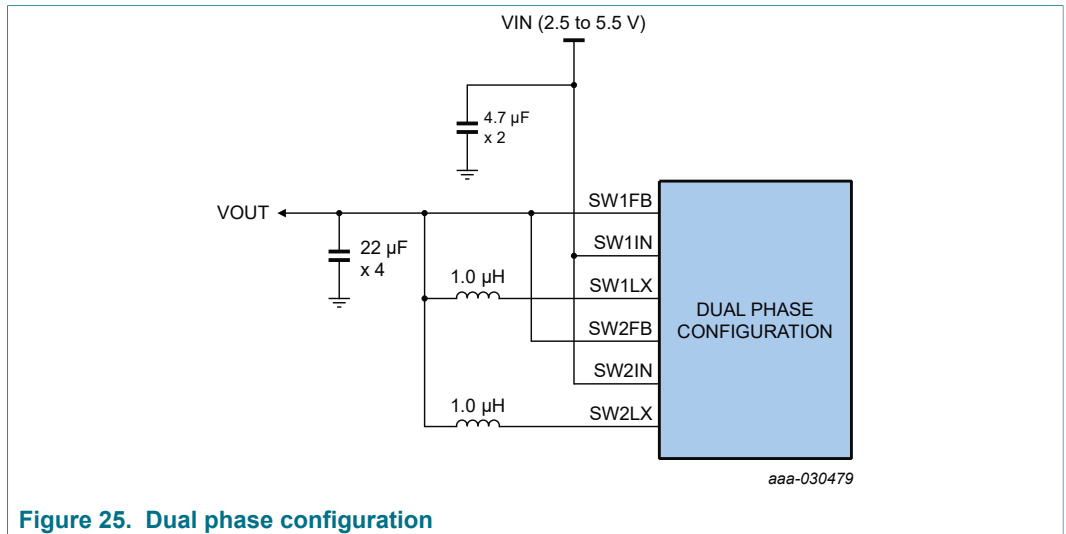 VIN (2.5 to 5.5 V)
4.7 µF
x 2
SW1FB
VOUT
SW1IN
22 µF
x 4
1.0 µH
SW1LX
DUAL PHASE
CONFIGURATION
SW2FB
SW2IN
1.0 µH
SW2LX
aaa-030479
Figure 25. Dual phase configuration